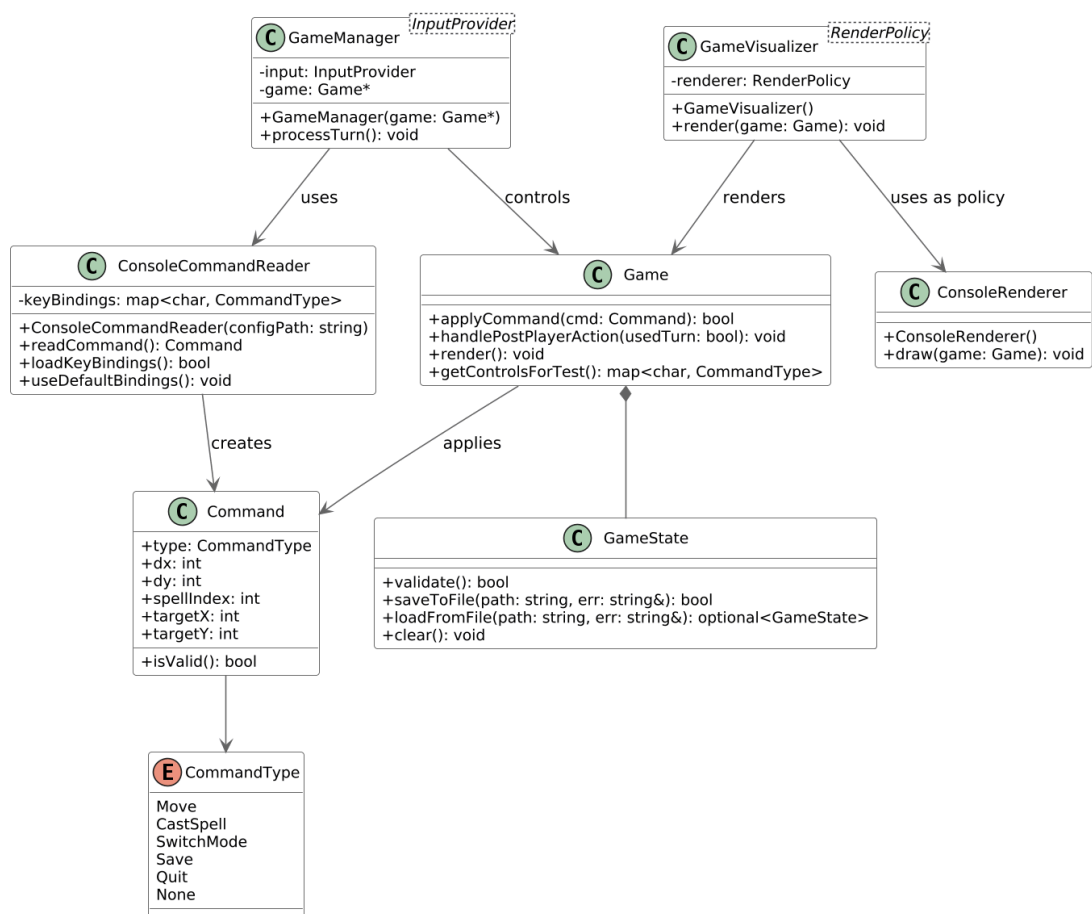 InputProvider
C GameManager
-input: InputProvider
-game: Game*
+GameManager(game: Game*)
+processTurn(): void
RenderPolicy
C GameVisualizer
-renderer: RenderPolicy
+GameVisualizer()
+render(game: Game): void
uses
controls
renders
uses as policy
C ConsoleCommandReader
-keyBindings: map<char, CommandType>
+ConsoleCommandReader(configPath: string)
+readCommand(): Command
+loadKeyBindings(): bool
+useDefaultBindings(): void
C Game
+applyCommand(cmd: Command): bool
+handlePostPlayerAction(usedTurn: bool): void
+render(): void
+getControlsForTest(): map<char, CommandType>
C ConsoleRenderer
+ConsoleRenderer()
+draw(game: Game): void
creates
applies
C Command
+type: CommandType
+dx: int
+dy: int
+spellIndex: int
+targetX: int
+targetY: int
+isValid(): bool
C GameState
+validate(): bool
+saveToFile(path: string, err: string&): bool
+loadFromFile(path: string, err: string&): optional<GameState>
+clear(): void
E CommandType
Move
CastSpell
SwitchMode
Save
Quit
None